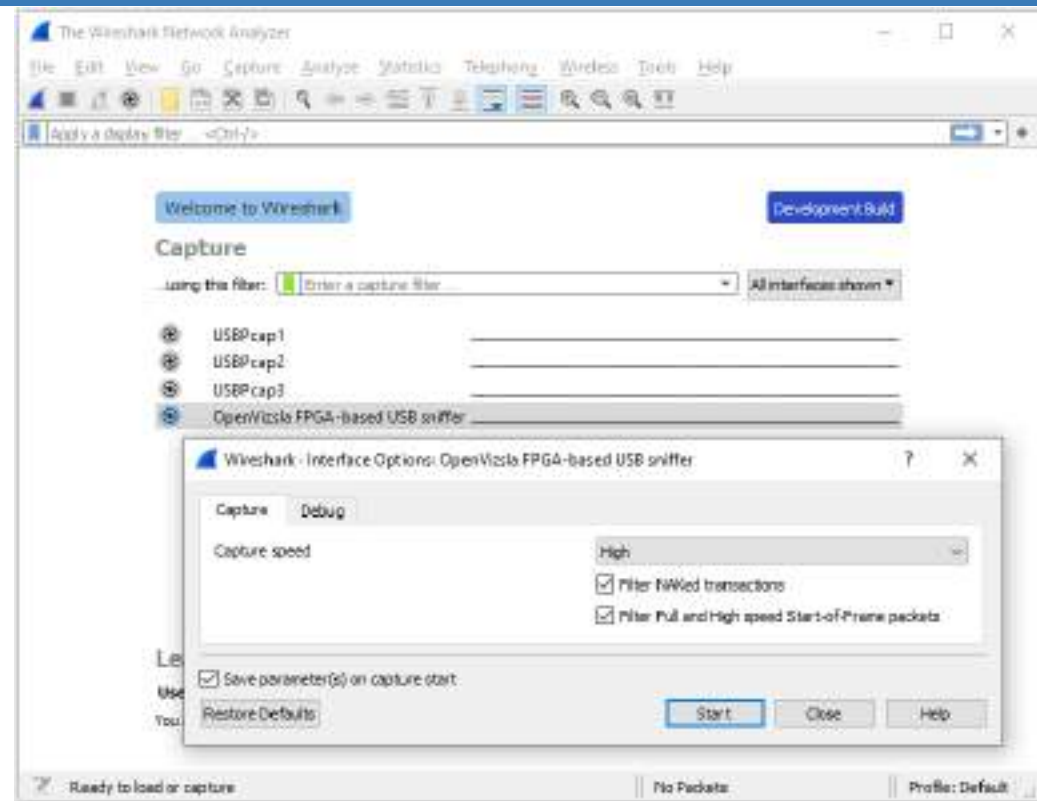 The Wireshark Network Analyzer
File Edit View Go Capture Analyze Statistics Telephony Wireless Tools Help
Apply a display filter ... <Ctrl-/>
Welcome to Wireshark
Development Build
Capture
...using this filter: Enter a capture filter ...
All interfaces shown
USBPcap1
USBPcap2
USBPcap3
OpenVizsla FPGA-based USB sniffer
Wireshark · Interface Options: OpenVizsla FPGA-based USB sniffer
Capture Debug
Capture speed High
Filter NAKed transactions
Filter Full and High speed Start-of-Frame packets
Le
Save parameter(s) on capture start
Use
You
Restore Defaults Start Close Help
Ready to load or capture No Packets Profile: Default